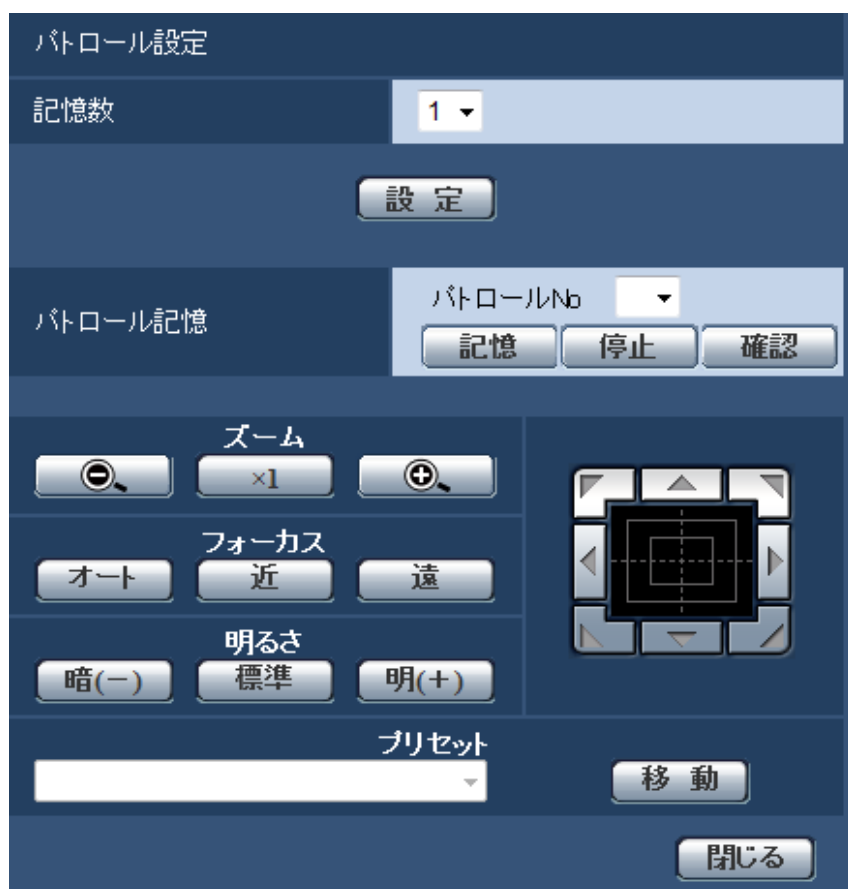 パトロール設定
記憶数 1
設 定
パトロールNo
パトロール記憶
記憶 停止 確認
ズーム
×1
フォーカス
オート 近 遠
明るさ
暗(−) 標準 明(+)
プリセット
移 動
閉じる